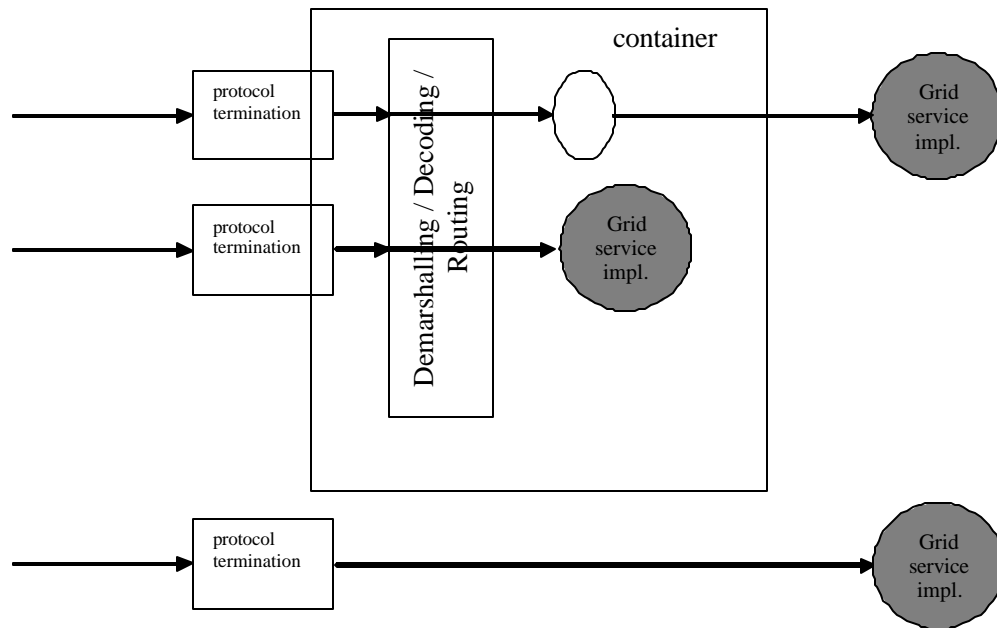 container
protocol
termination
Grid
service
impl.
Demarshalling / Decoding /
Routing
protocol
termination
Grid
service
impl.
protocol
termination
Grid
service
impl.